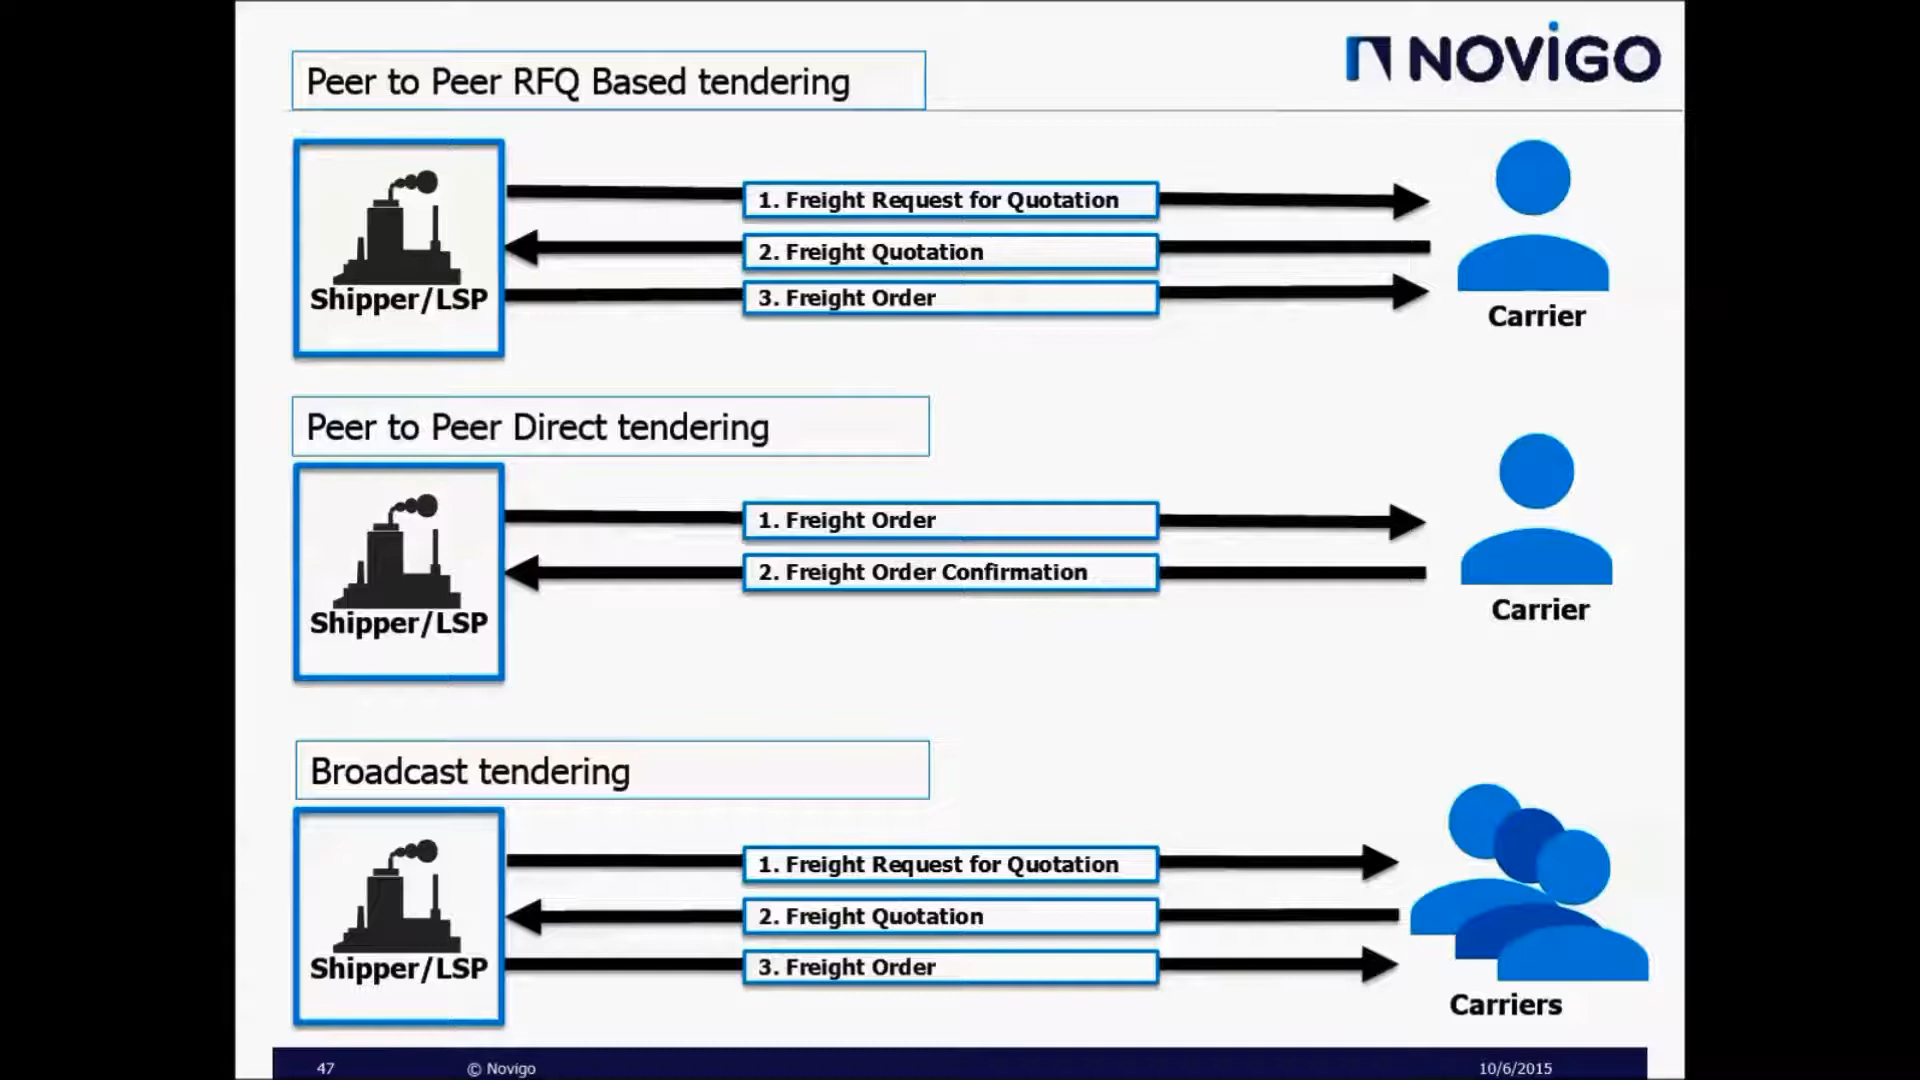 NOVIGO
Peer to Peer RFQ Based tendering
1. Freight Request for Quotation
2. Freight Quotation
3. Freight Order
Shipper/LSP
Carrier
Peer to Peer Direct tendering
1. Freight Order
2. Freight Order Confirmation
Shipper/LSP
Carrier
Broadcast tendering
1. Freight Request for Quotation
2. Freight Quotation
3. Freight Order
Shipper/LSP
Carriers
47
© Novigo
10/6/2015